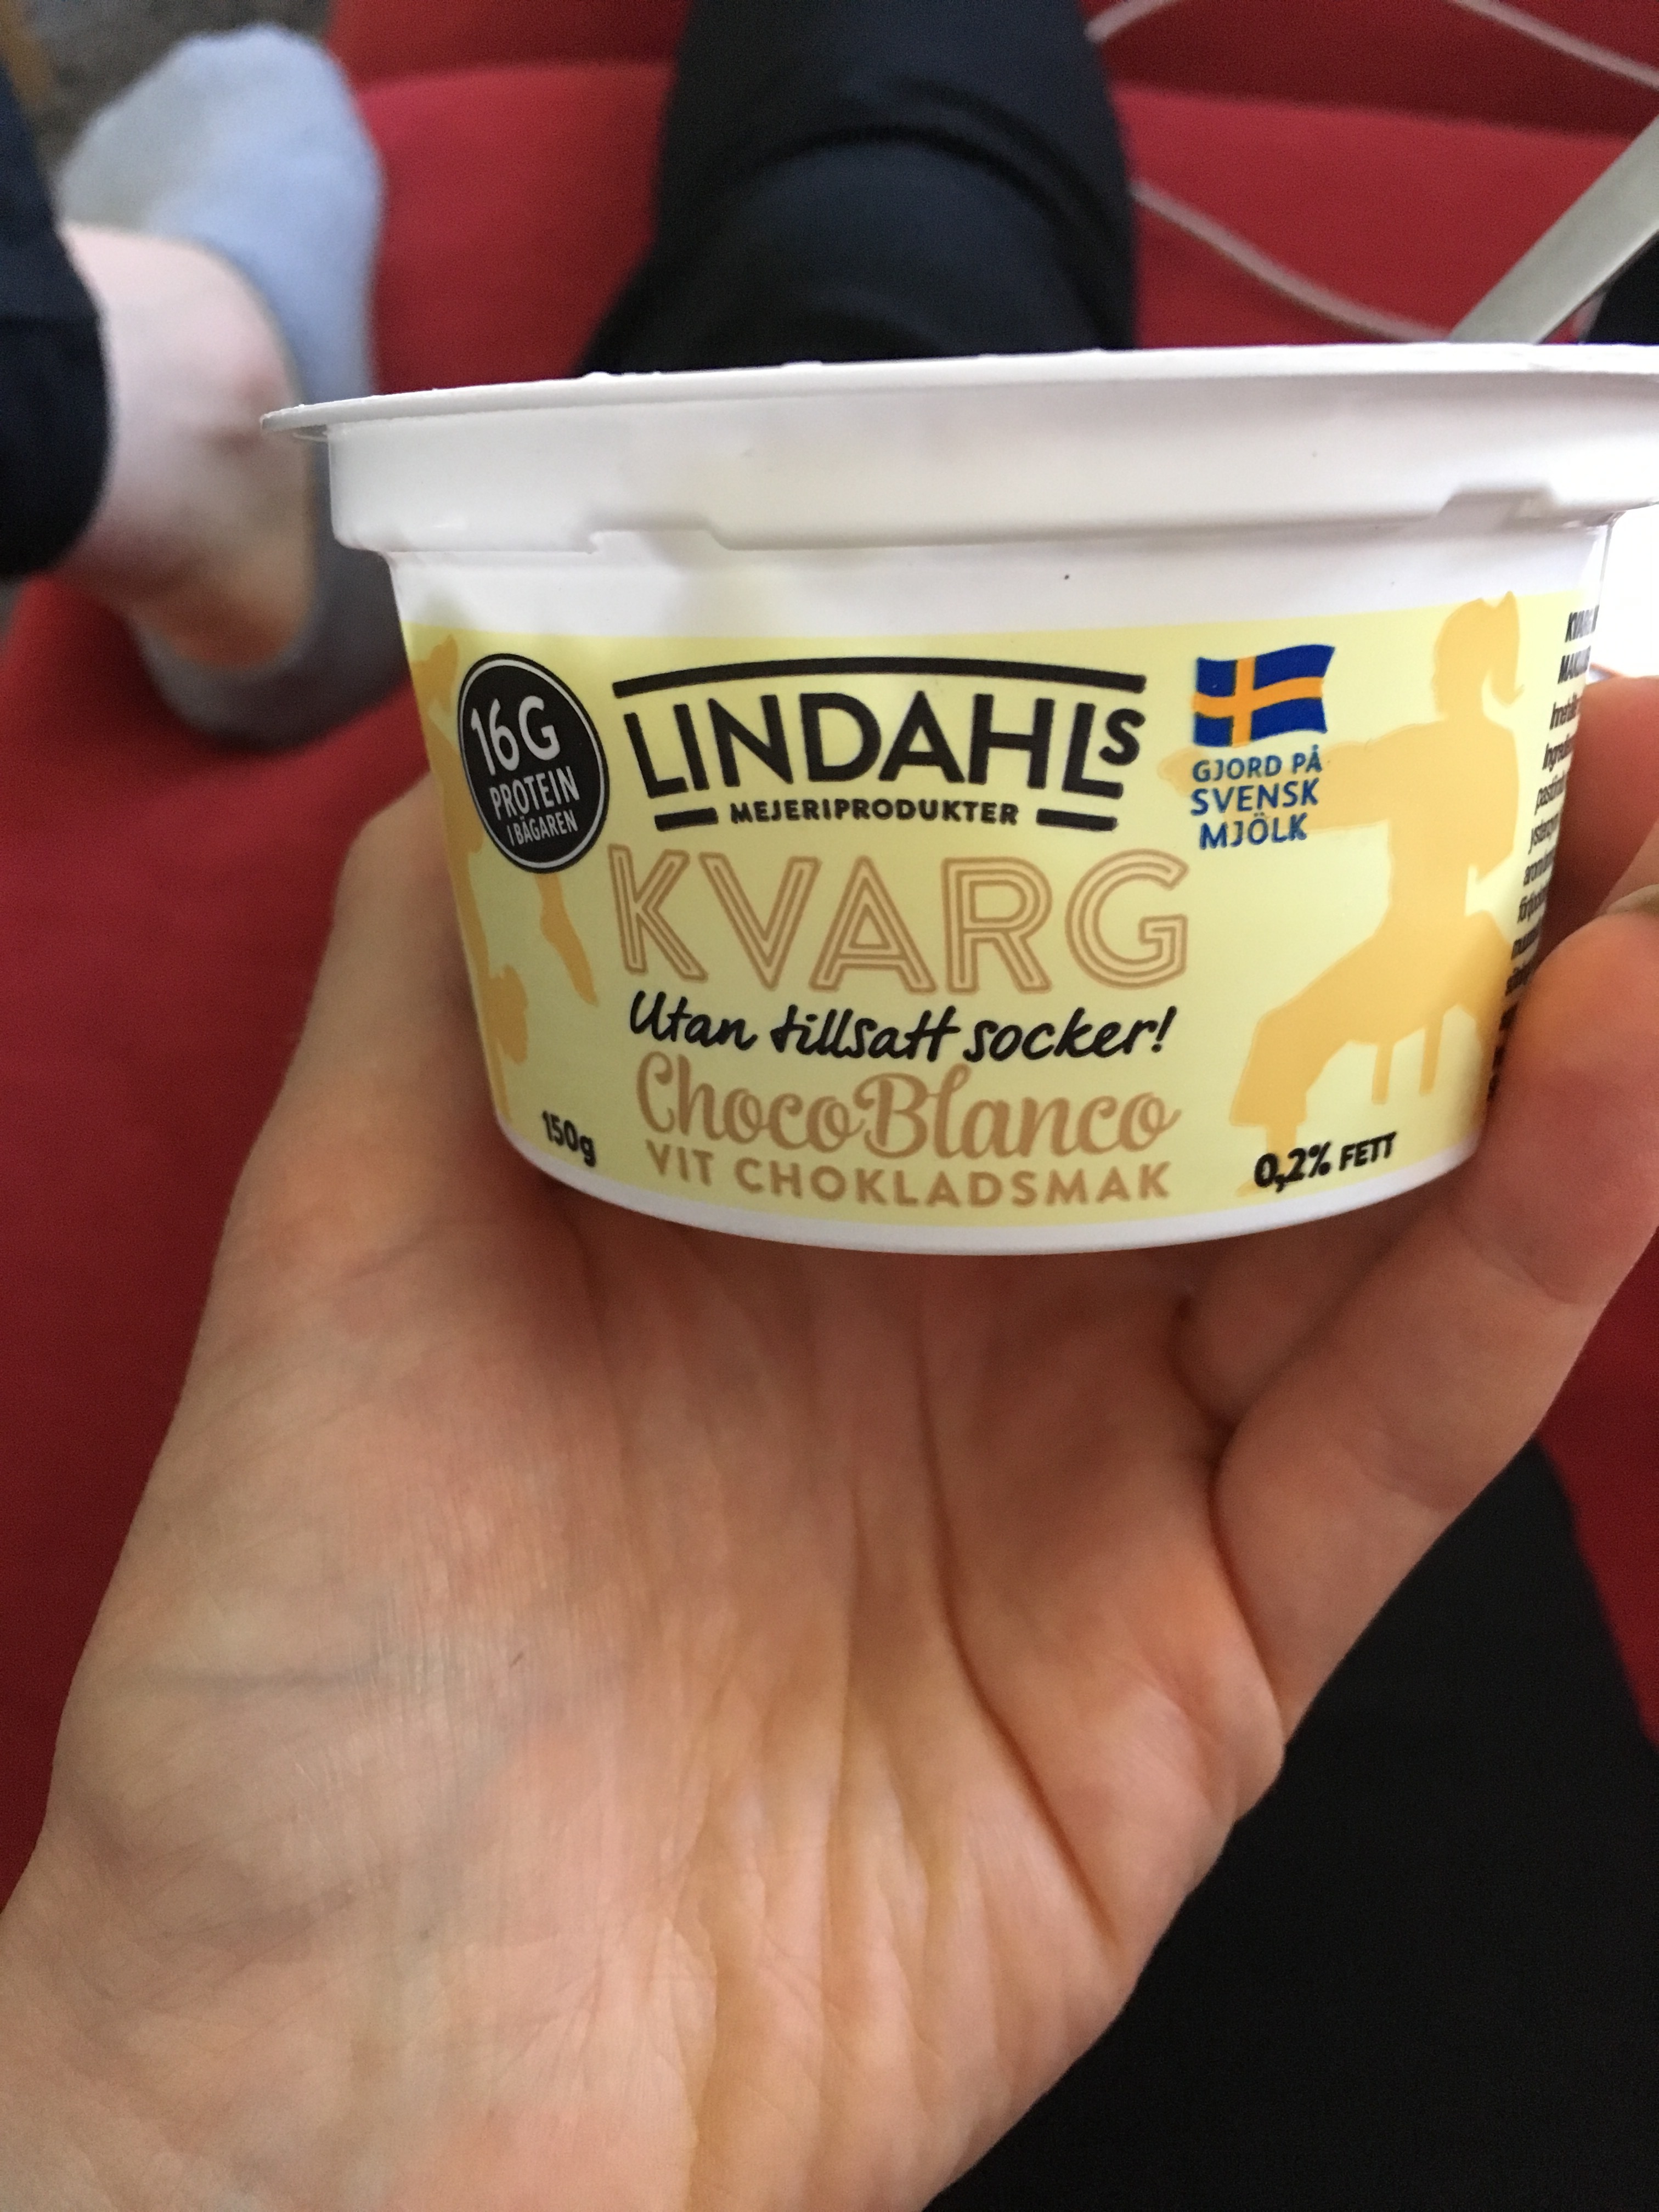 16G
PROTEIN
I BÄGAREN
LINDAHLS
MEJERIPRODUKTER
GJORD PÅ
SVENSK
MJÖLK
KVARG
Utan tillsatt socker!
ChocoBlanco
VIT CHOKLADSMAK
150g
0,2% FETT